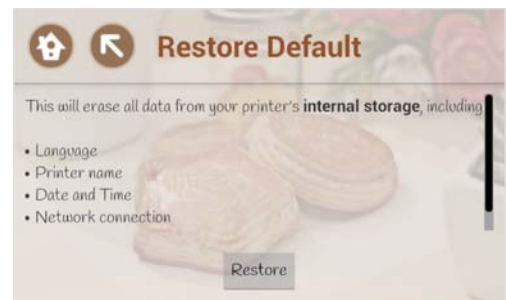 Restore Default
This will erase all data from your printer's internal storage, including
• Language
• Printer name
• Date and Time
• Network connection
Restore